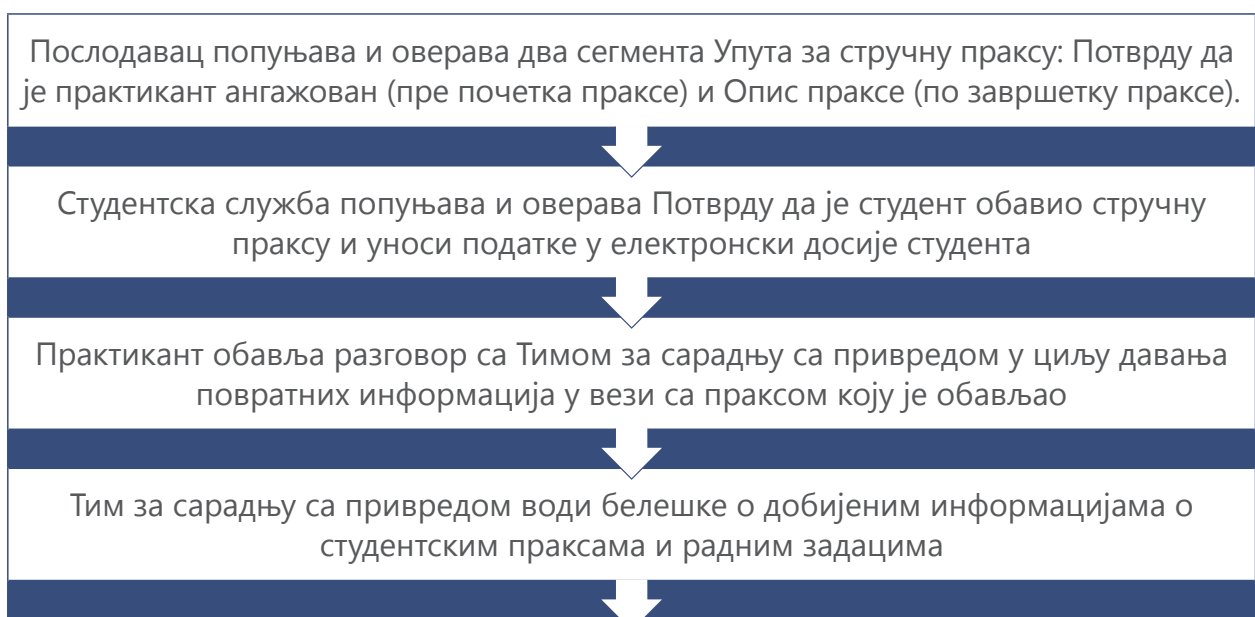 Послодавац попуњава и оверава два сегмента Упута за стручну праксу: Потврду да
је практикант ангажован (пре почетка праксе) и Опис праксе (по завршетку праксе).
Студентска служба попуњава и оверава Потврду да је студент обавио стручну
праксу и уноси податке у електронски досије студента
Практикант обавља разговор са Тимом за сарадњу са привредом у циљу давања
повратних информација у вези са праксом коју је обављао
Тим за сарадњу са привредом води белешке о добијеним информацијама о
студентским праксама и радним задацима